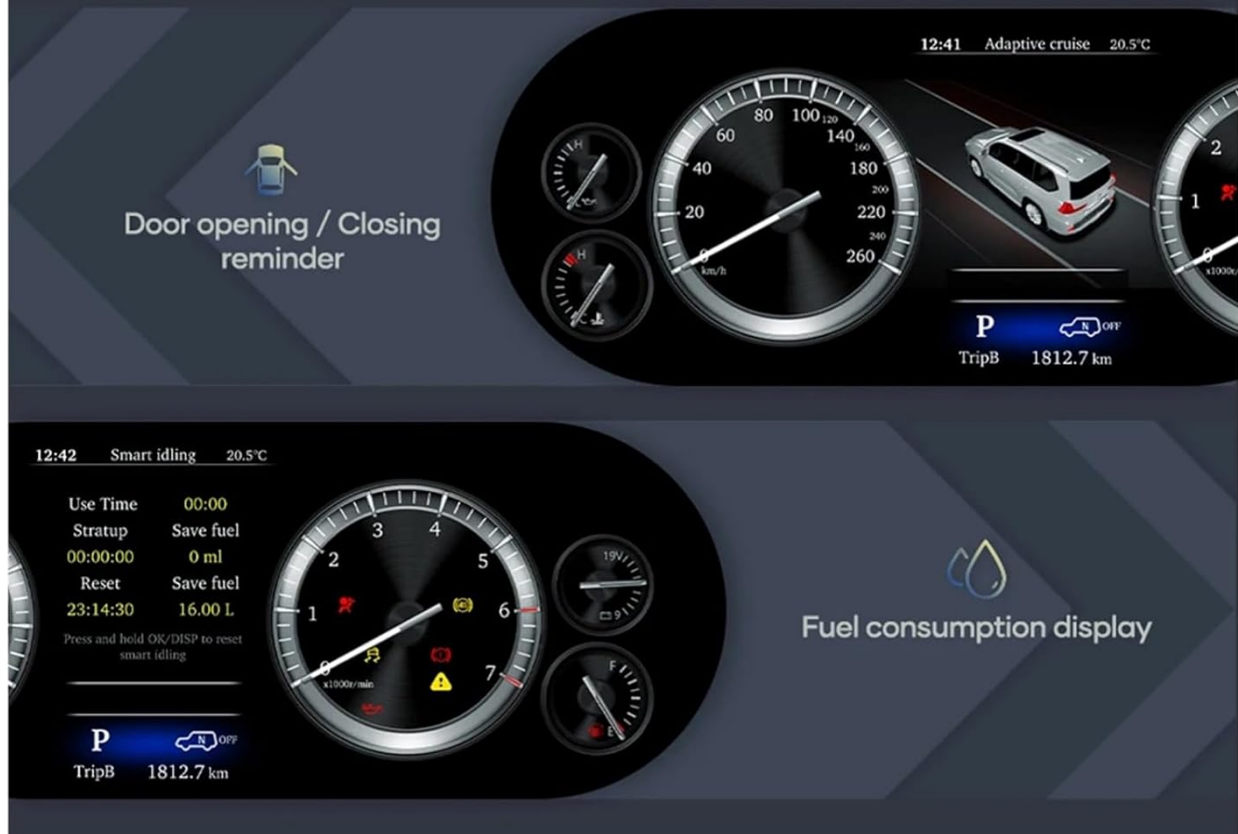 12:41 Adaptive cruise 20.5°C
Door opening / Closing
reminder
H
C
H
C
0
20
40
60
80
100
120
140
160
180
200
220
240
260
km/h
0
1
2
P
N OFF
TripB 1812.7 km
12:42 Smart idling 20.5°C
Use Time 00:00
Stratup Save fuel
00:00:00 0 ml
Reset Save fuel
23:14:30 16.00 L
Press and hold OK/DISP to reset
smart idling
P
N OFF
TripB 1812.7 km
0
1
2
3
4
5
6
7
x1000r/min
19V
9
F
E
Fuel consumption display